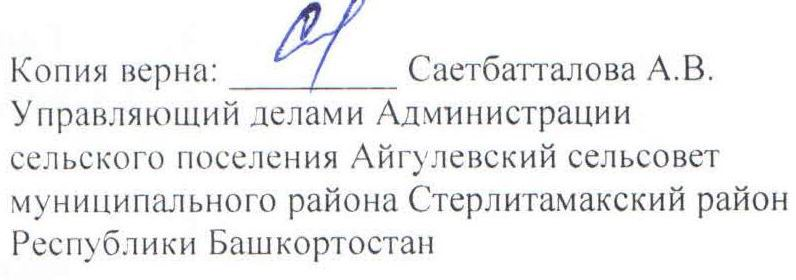 Копия верна: __________ Саетбатталова А.В.
Управляющий делами Администрации
сельского поселения Айгулевский сельсовет
муниципального района Стерлитамакский район
Республики Башкортостан